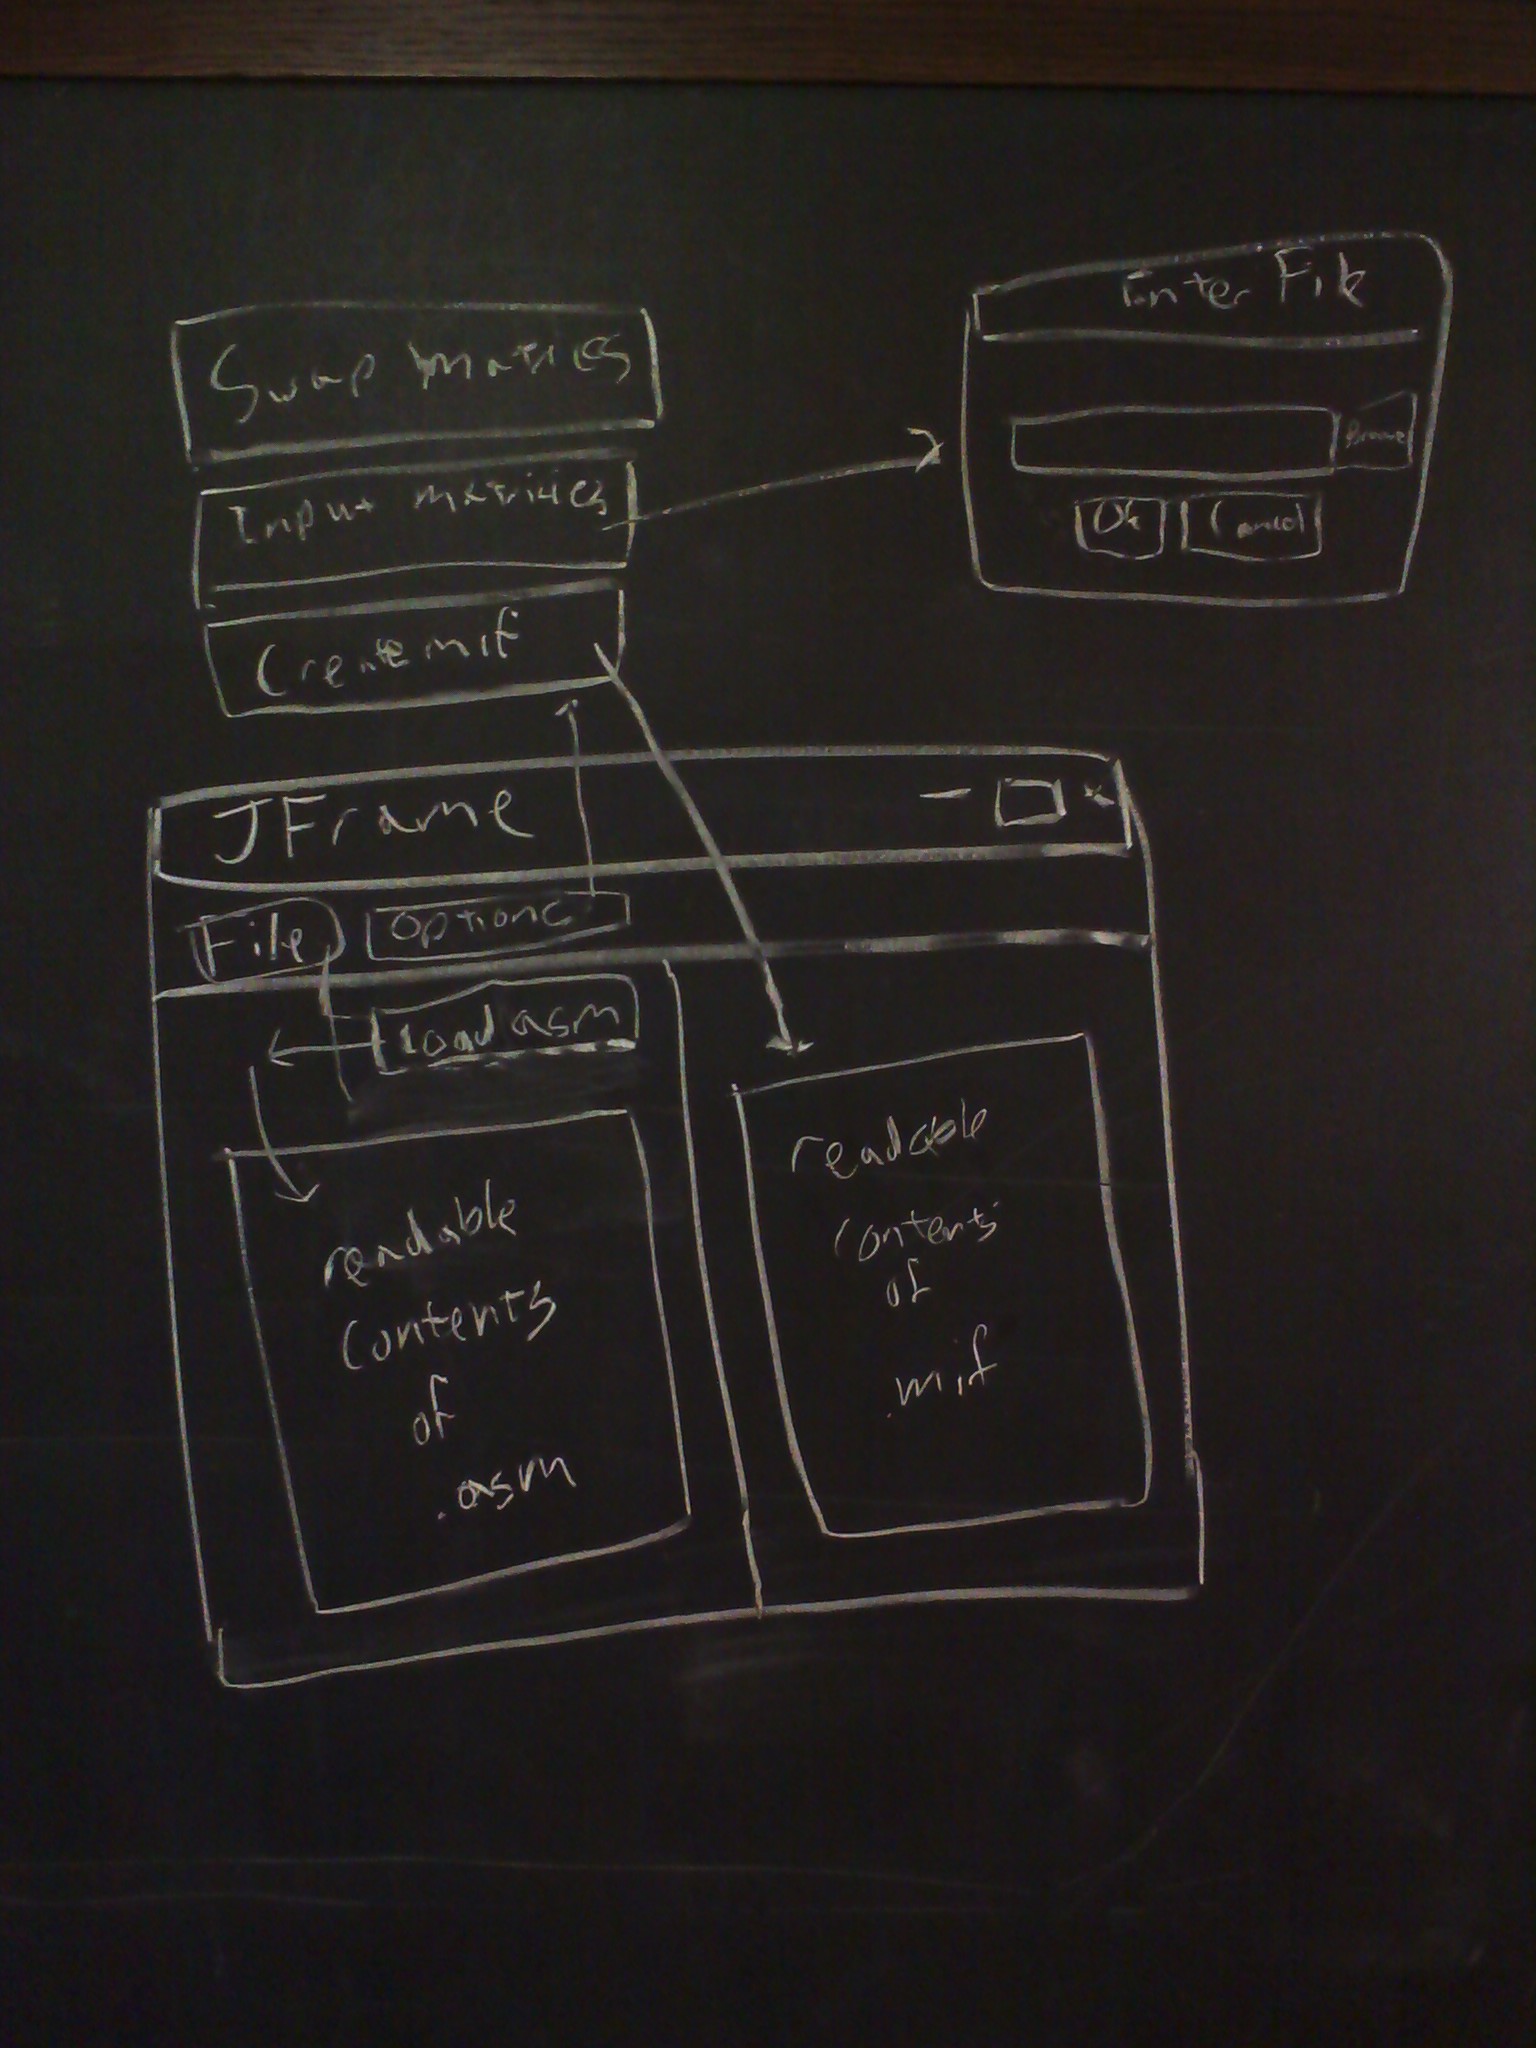 Enter File
Swap matrices
Browse
Input matricies
Ok Cancel
Create mif
JFrame
File Options
load asm
readable
contents
of
.asm
readable
contents
of
.mif